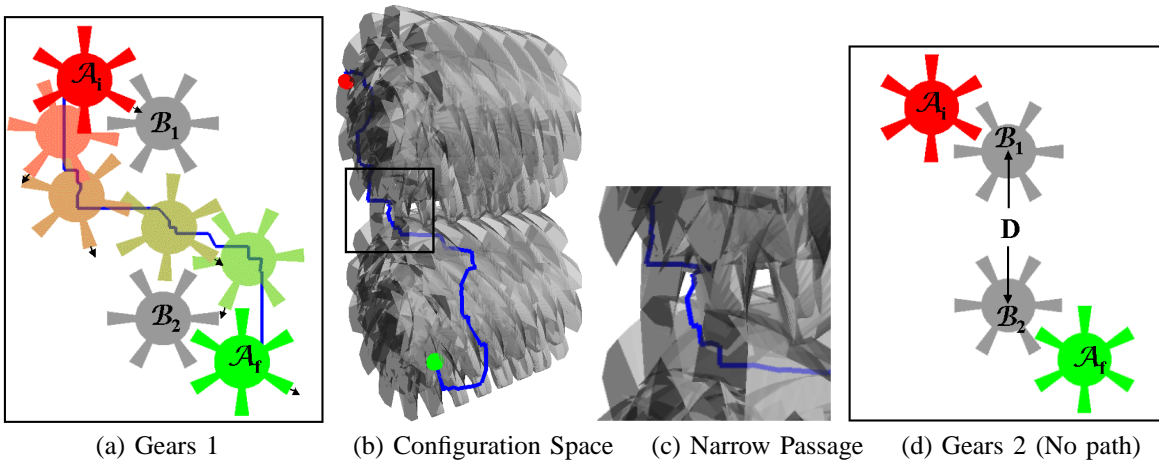 𝒜i
ℬ1
ℬ2
𝒜f
𝒜i
ℬ1
D
ℬ2
𝒜f
(a) Gears 1
(b) Configuration Space
(c) Narrow Passage
(d) Gears 2 (No path)